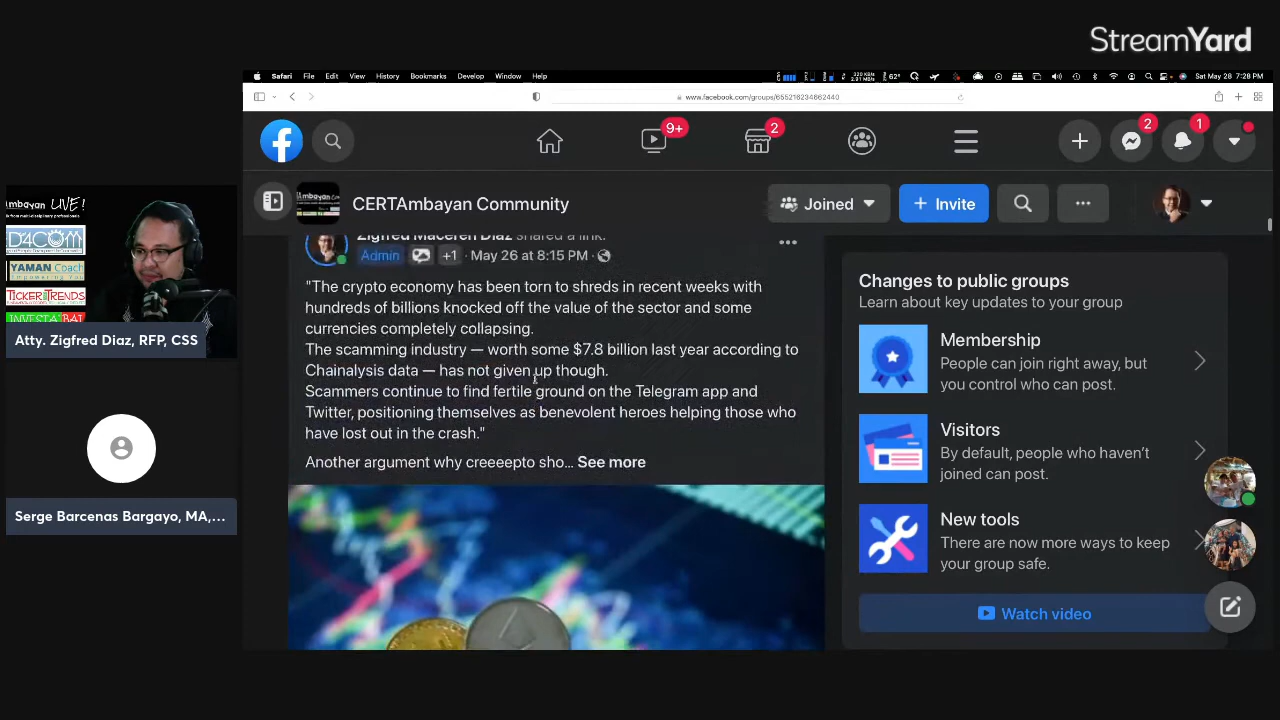 StreamYard
Safari File Edit View History Bookmarks Develop Window Help
62° Sat May 28 7:28 PM
www.facebook.com/groups/655216234662440
9+ 2 2 1
CERTAmbayan Community
Joined
+ Invite
Zigfred Maceren Diaz shared a link.
Admin +1 · May 26 at 8:15 PM ·
"The crypto economy has been torn to shreds in recent weeks with
hundreds of billions knocked off the value of the sector and some
currencies completely collapsing.
The scamming industry — worth some $7.8 billion last year according to
Chainalysis data — has not given up though.
Scammers continue to find fertile ground on the Telegram app and
Twitter, positioning themselves as benevolent heroes helping those who
have lost out in the crash."
Another argument why creeeepto sho... See more
Changes to public groups
Learn about key updates to your group
Membership
People can join right away, but
you control who can post.
Visitors
By default, people who haven't
joined can post.
New tools
There are now more ways to keep
your group safe.
Watch video
mbayan LIVE!
D4COM
YAMAN Coach
TICKER TRENDS
Atty. Zigfred Diaz, RFP, CSS
Serge Barcenas Bargayo, MA,...